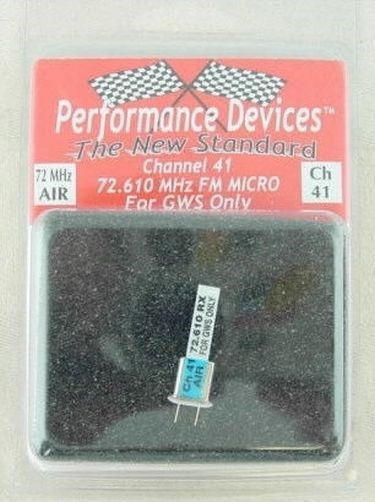 Performance Devices™
The New Standard
72 MHz
AIR
Channel 41
72.610 MHz FM MICRO
For GWS Only
Ch
41
72.610 RX
FOR GWS ONLY
Ch 41
AIR